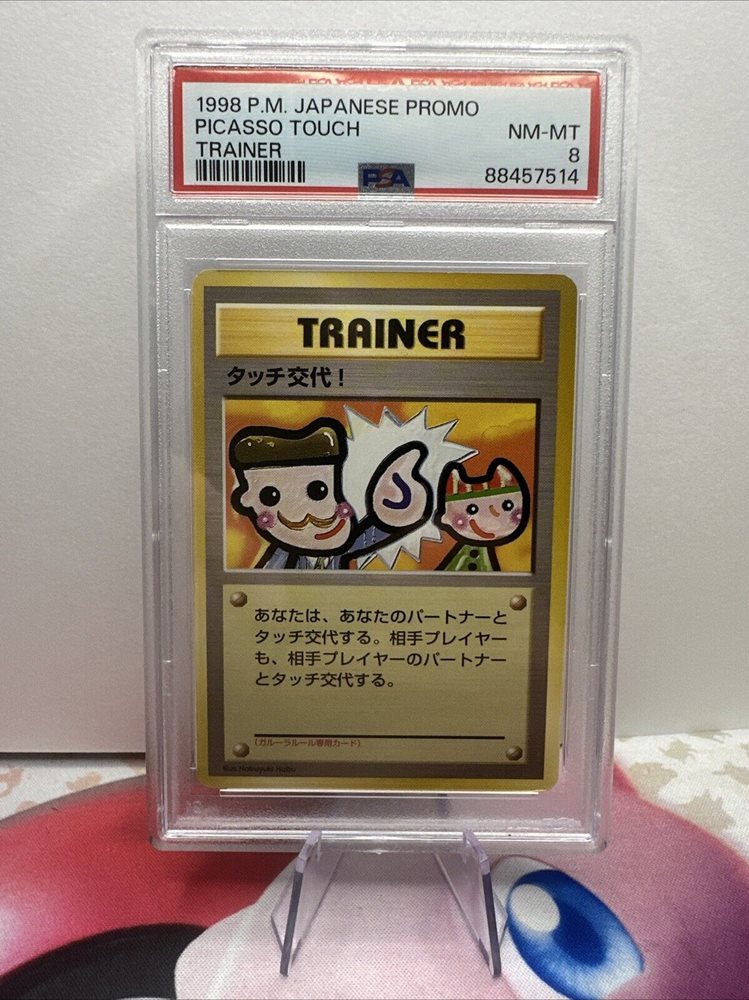 1998 P.M. JAPANESE PROMO
PICASSO TOUCH NM-MT
TRAINER 8
PSA 88457514
TRAINER
タッチ交代！
あなたは、あなたのパートナーと
タッチ交代する。相手プレイヤー
も、相手プレイヤーのパートナー
とタッチ交代する。
（ガルーラルール専用カード）
Illus. Nobuyuki Habu